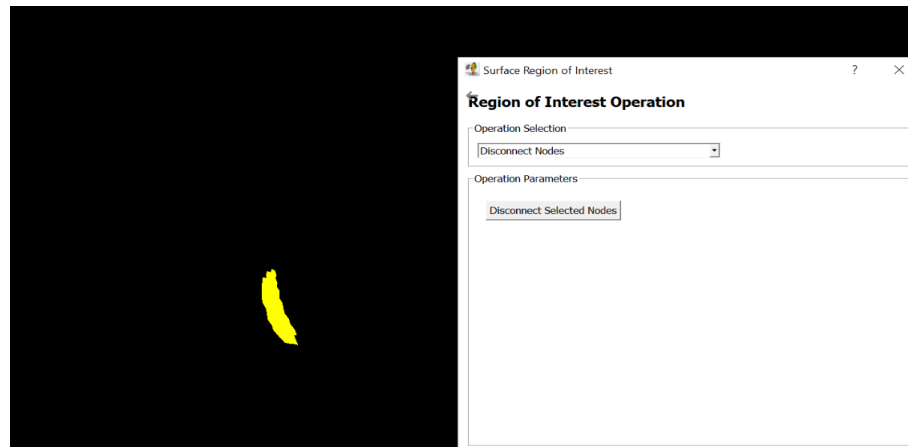 Surface Region of Interest
?
Region of Interest Operation
Operation Selection
Disconnect Nodes
Operation Parameters
Disconnect Selected Nodes